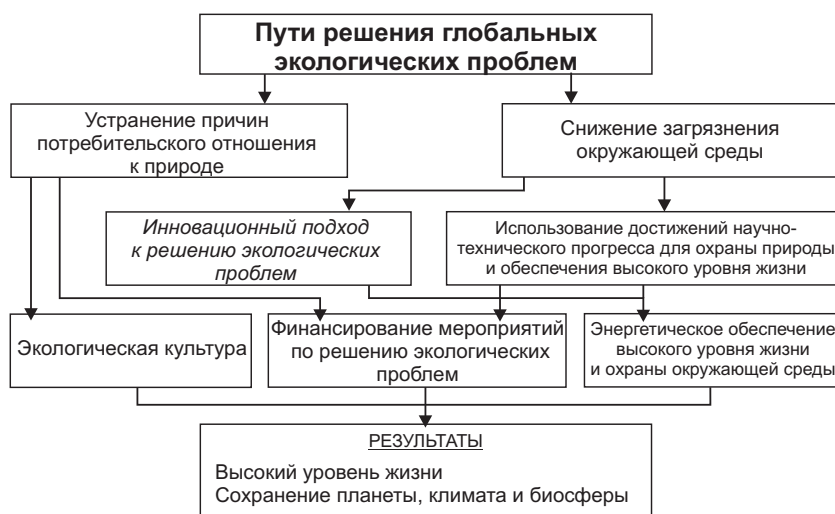 Пути решения глобальных
экологических проблем
Устранение причин
потребительского отношения
к природе
Снижение загрязнения
окружающей среды
Инновационный подход
к решению экологических
проблем
Использование достижений научно-
технического прогресса для охраны природы
и обеспечения высокого уровня жизни
Экологическая культура
Финансирование мероприятий
по решению экологических
проблем
Энергетическое обеспечение
высокого уровня жизни
и охраны окружающей среды
РЕЗУЛЬТАТЫ
Высокий уровень жизни
Сохранение планеты, климата и биосферы